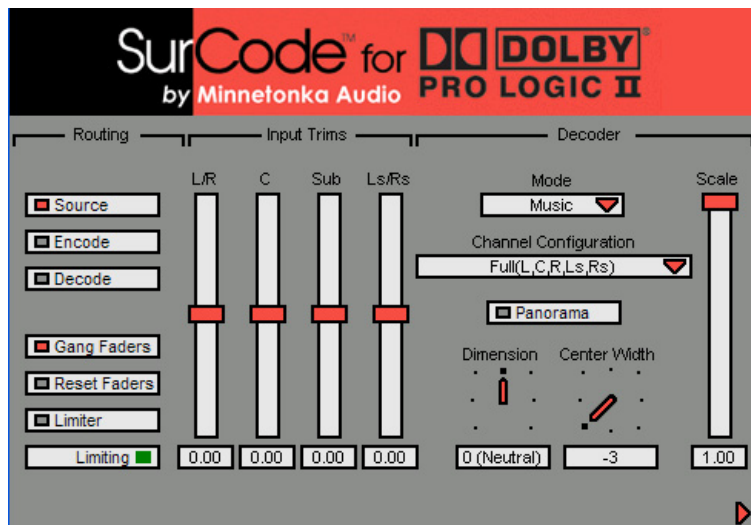 SurCode™ for DOLBY®
by Minnetonka Audio PRO LOGIC II
Routing
Source
Encode
Decode
Gang Faders
Reset Faders
Limiter
Limiting
Input Trims
L/R C Sub Ls/Rs
0.00 0.00 0.00 0.00
Decoder
Mode
Music
Channel Configuration
Full(L,C,R,Ls,Rs)
Panorama
Dimension Center Width
0 (Neutral) -3
Scale
1.00